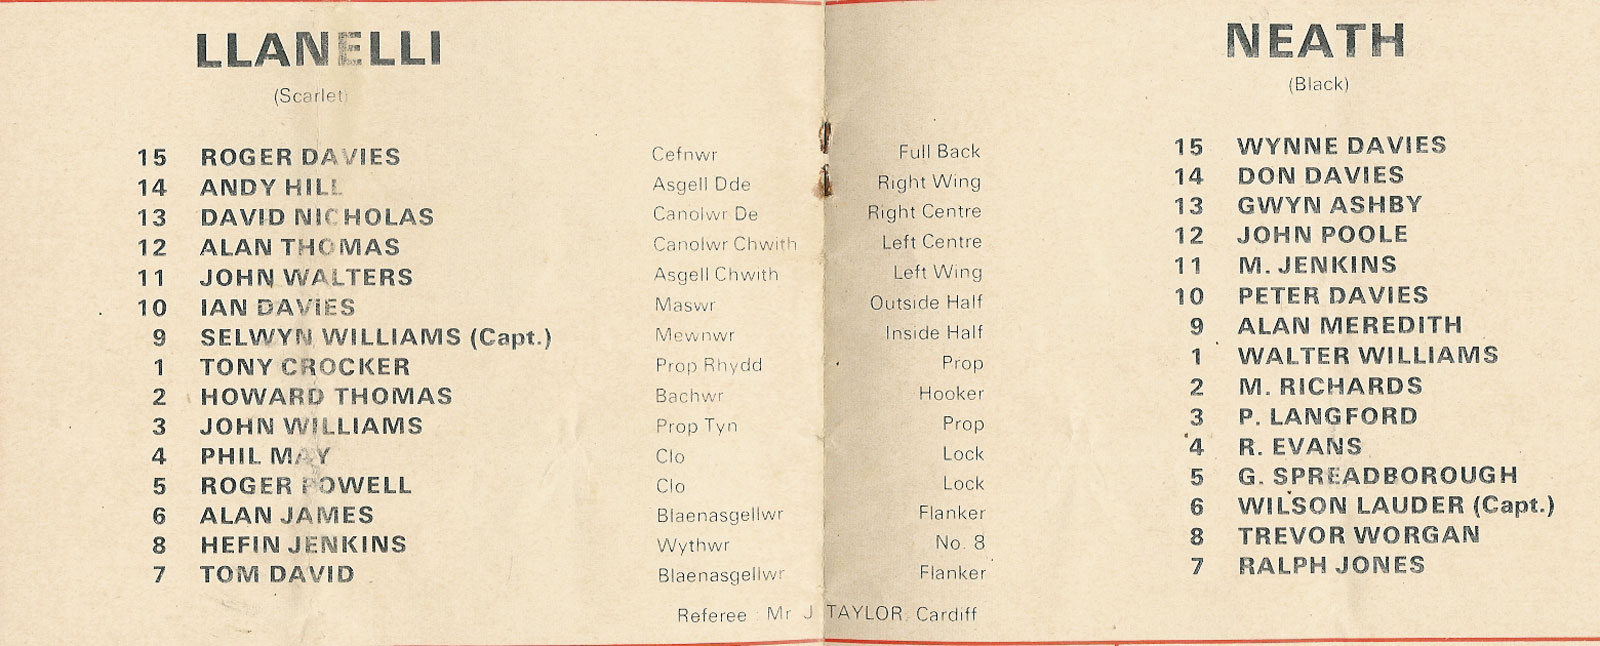 LLANELLI NEATH
(Scarlet) (Black)
15 ROGER DAVIES Cefnwr Full Back 15 WYNNE DAVIES
14 ANDY HILL Asgell Dde Right Wing 14 DON DAVIES
13 DAVID NICHOLAS Canolwr De Right Centre 13 GWYN ASHBY
12 ALAN THOMAS Canolwr Chwith Left Centre 12 JOHN POOLE
11 JOHN WALTERS Asgell Chwith Left Wing 11 M. JENKINS
10 IAN DAVIES Maswr Outside Half 10 PETER DAVIES
9 SELWYN WILLIAMS (Capt.) Mewnwr Inside Half 9 ALAN MEREDITH
1 TONY CROCKER Prop Rhydd Prop 1 WALTER WILLIAMS
2 HOWARD THOMAS Bachwr Hooker 2 M. RICHARDS
3 JOHN WILLIAMS Prop Tyn Prop 3 P. LANGFORD
4 PHIL MAY Clo Lock 4 R. EVANS
5 ROGER POWELL Clo Lock 5 G. SPREADBOROUGH
6 ALAN JAMES Blaenasgellwr Flanker 6 WILSON LAUDER (Capt.)
8 HEFIN JENKINS Wythwr No. 8 8 TREVOR WORGAN
7 TOM DAVID Blaenasgellwr Flanker 7 RALPH JONES
Referee : Mr J TAYLOR, Cardiff